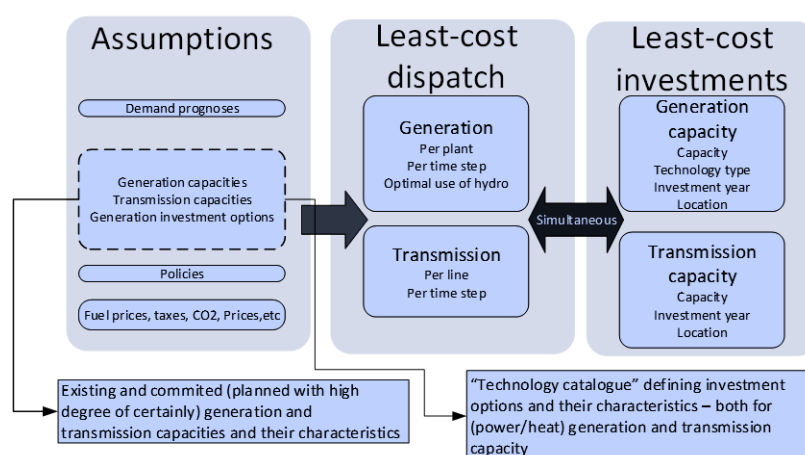 Assumptions
Demand prognoses
Generation capacities
Transmission capacities
Generation investment options
Policies
Fuel prices, taxes, CO2, Prices,etc
Least-cost
dispatch
Generation
Per plant
Per time step
Optimal use of hydro
Transmission
Per line
Per time step
Simultaneous
Least-cost
investments
Generation
capacity
Capacity
Technology type
Investment year
Location
Transmission
capacity
Capacity
Investment year
Location
Existing and commited (planned with high
degree of certainly) generation and
transmission capacities and their characteristics
“Technology catalogue” defining investment
options and their characteristics – both for
(power/heat) generation and transmission
capacity